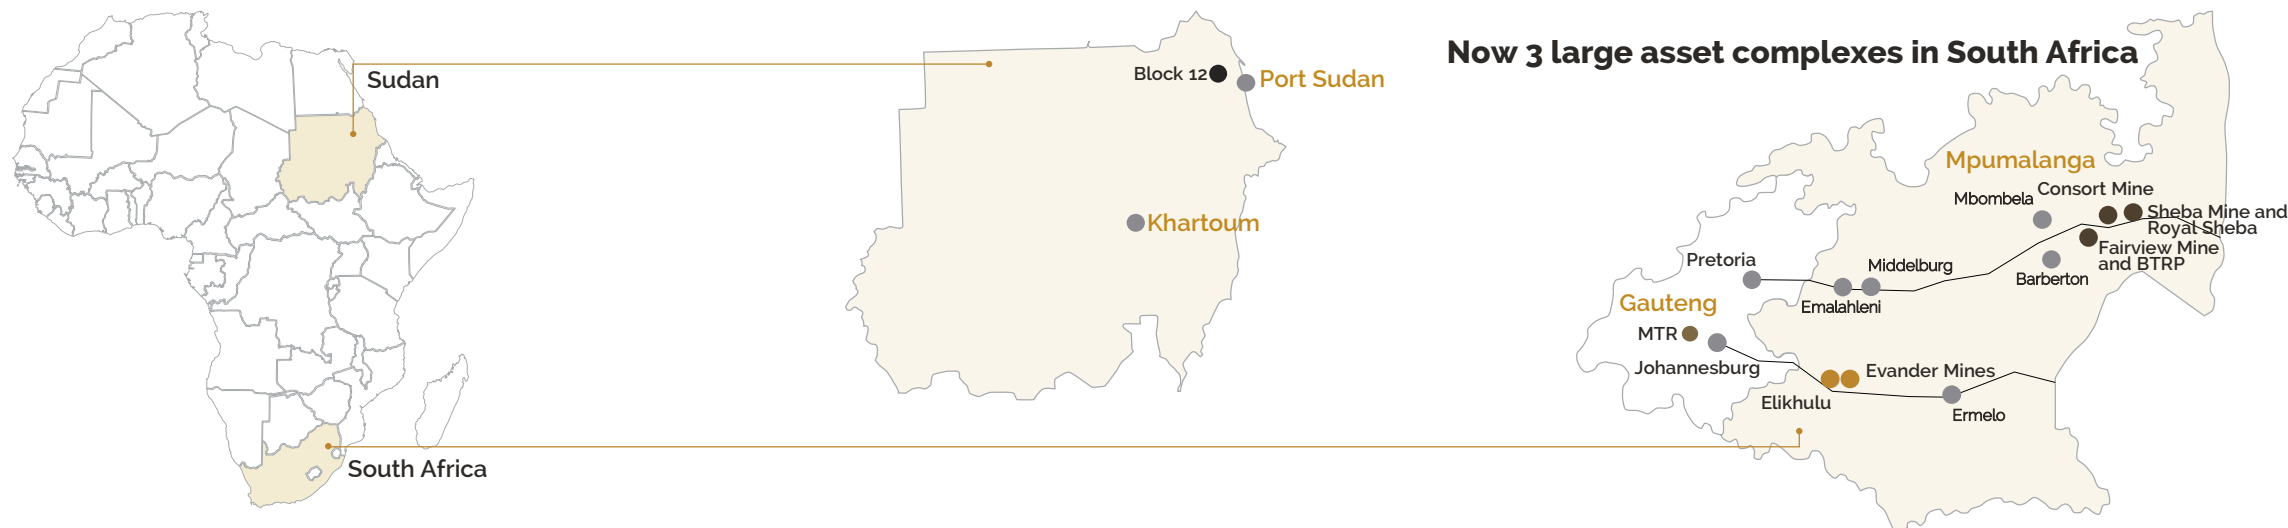 Sudan
South Africa
Block 12
Port Sudan
Khartoum
Now 3 large asset complexes in South Africa
Mpumalanga
Consort Mine
Mbombela
Sheba Mine and
Royal Sheba
Fairview Mine
and BTRP
Barberton
Pretoria
Middelburg
Emalahleni
Gauteng
MTR
Johannesburg
Evander Mines
Elikhulu
Ermelo